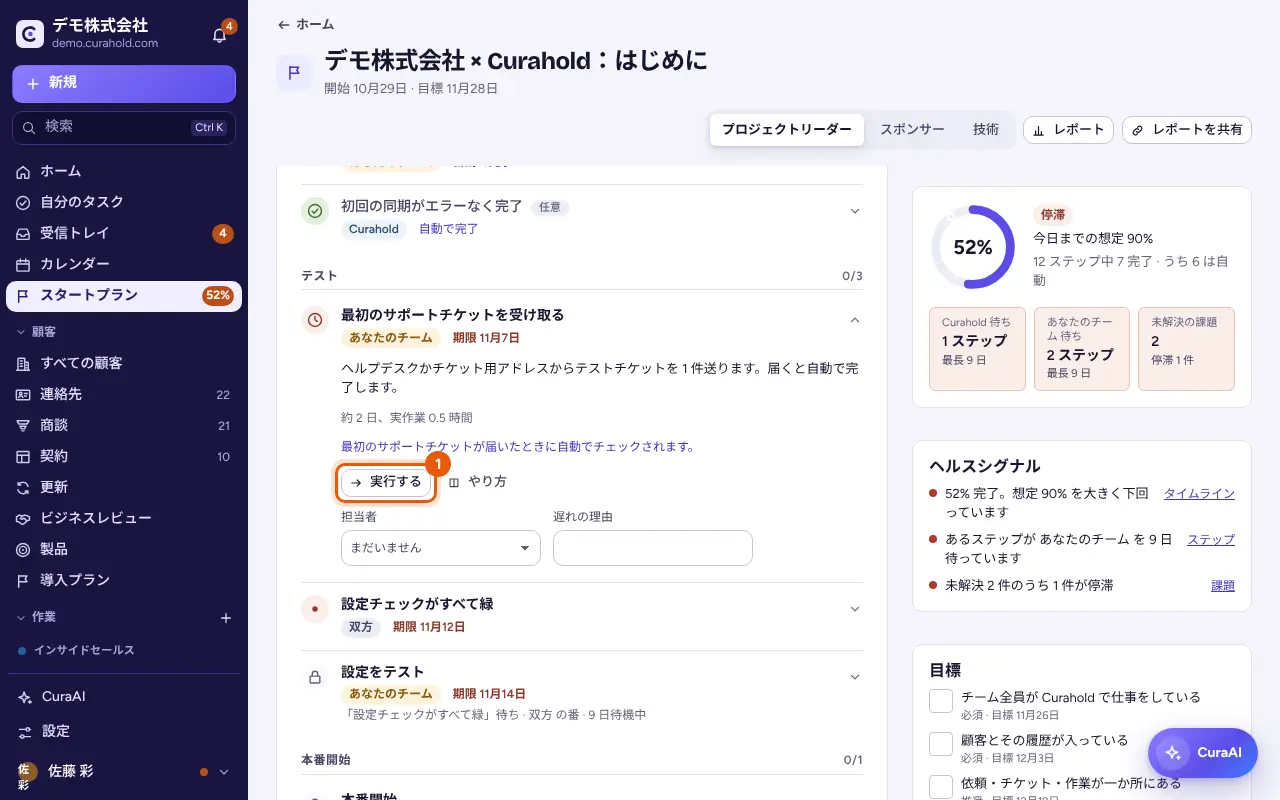 デモ株式会社
demo.curahold.com
4
新規
検索
Ctrl K
ホーム
自分のタスク
受信トレイ
4
カレンダー
スタートプラン
52%
顧客
すべての顧客
連絡先
22
商談
21
契約
10
更新
ビジネスレビュー
製品
導入プラン
作業
インサイドセールス
CuraAI
設定
佐彩
佐藤 彩
← ホーム
デモ株式会社 × Curahold：はじめに
開始 10月29日 · 目標 11月28日
プロジェクトリーダー
スポンサー
技術
レポート
レポートを共有
初回の同期がエラーなく完了
任意
Curahold
自動で完了
テスト
0/3
最初のサポートチケットを受け取る
あなたのチーム
期限 11月7日
ヘルプデスクかチケット用アドレスからテストチケットを 1 件送ります。届くと自動で完
了します。
約 2 日、実作業 0.5 時間
最初のサポートチケットが届いたときに自動でチェックされます。
1
→ 実行する
やり方
担当者
遅れの理由
まだいません
設定チェックがすべて緑
双方
期限 11月12日
設定をテスト
あなたのチーム
期限 11月14日
「設定チェックがすべて緑」待ち · 双方 の番 · 9 日待機中
本番開始
0/1
本番開始
52%
停滞
今日までの想定 90%
12 ステップ中 7 完了 · うち 6 は自
動
Curahold 待ち
1 ステップ
最長 9 日
あなたのチー
ム 待ち
2 ステップ
最長 9 日
未解決の課題
2
停滞 1 件
ヘルスシグナル
52% 完了。想定 90% を大きく下回
っています
タイムライン
あるステップが あなたのチーム を 9 日
待っています
ステップ
未解決 2 件のうち 1 件が停滞
課題
目標
チーム全員が Curahold で仕事をしている
必須 · 目標 11月26日
顧客とその履歴が入っている
必須 · 目標 12月3日
依頼・チケット・作業が一か所にある
CuraAI